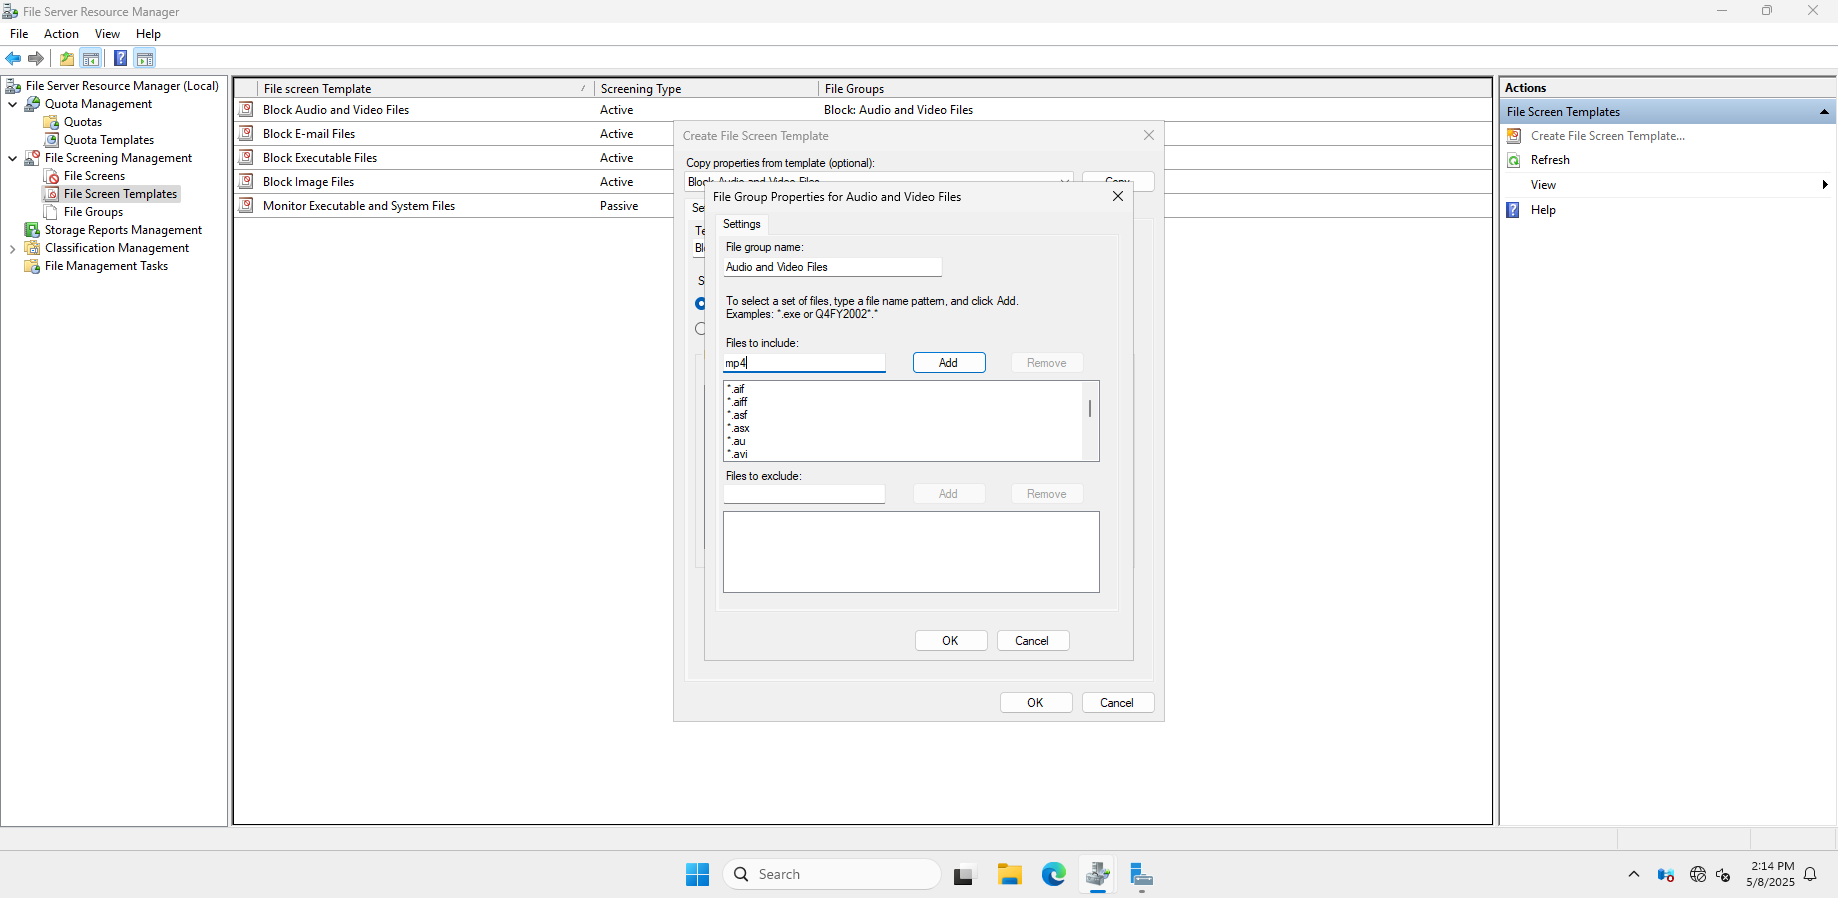 File Server Resource Manager
File Action View Help
File Server Resource Manager (Local)
Quota Management
Quotas
Quota Templates
File Screening Management
File Screens
File Screen Templates
File Groups
Storage Reports Management
Classification Management
File Management Tasks
File screen Template Screening Type File Groups
Block Audio and Video Files Active Block: Audio and Video Files
Block E-mail Files Active
Block Executable Files Active
Block Image Files Active
Monitor Executable and System Files Passive
Create File Screen Template
Copy properties from template (optional):
Block Audio and Video Files Copy
File Group Properties for Audio and Video Files
Settings
File group name:
Audio and Video Files
To select a set of files, type a file name pattern, and click Add.
Examples: *.exe or Q4FY2002*.*
Files to include:
mp4 Add Remove
*.aif
*.aiff
*.asf
*.asx
*.au
*.avi
Files to exclude:
Add Remove
OK Cancel
OK Cancel
Actions
File Screen Templates
Create File Screen Template...
Refresh
View
Help
Search
2:14 PM
5/8/2025